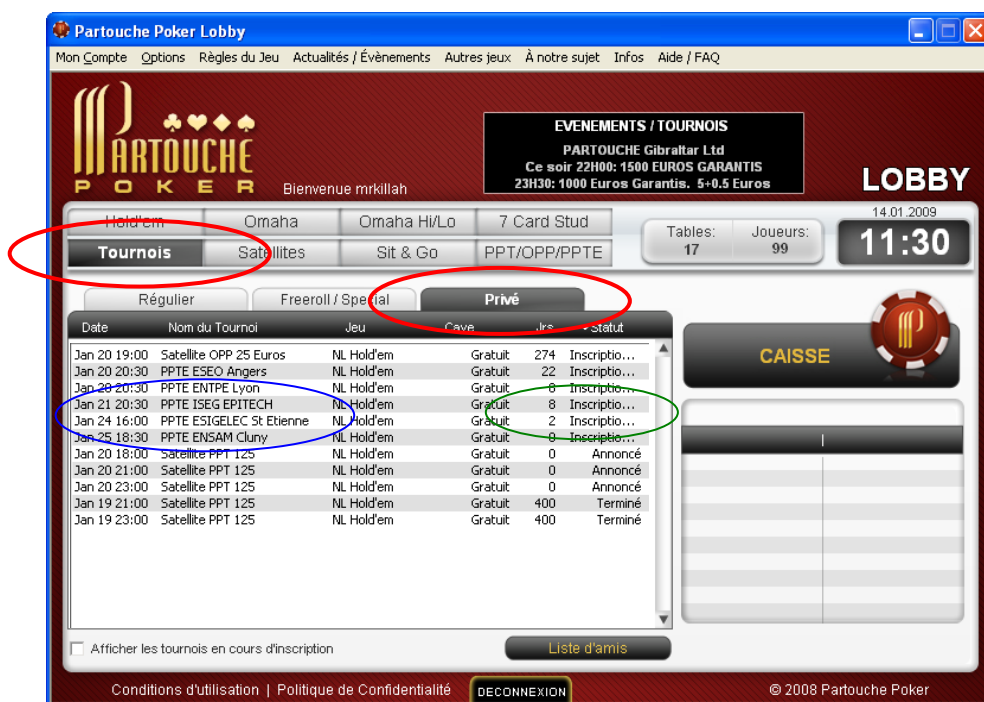 Partouche Poker Lobby
Mon Compte Options Règles du Jeu Actualités / Évènements Autres jeux À notre sujet Infos Aide / FAQ
PARTOUCHE
POKER
Bienvenue mrkillah
EVENEMENTS / TOURNOIS
PARTOUCHE Gibraltar Ltd
Ce soir 22H00: 1500 EUROS GARANTIS
23H30: 1000 Euros Garantis. 5+0.5 Euros
LOBBY
Hold'em Omaha Omaha Hi/Lo 7 Card Stud
Tournois Satellites Sit & Go PPT/OPP/PPTE
Tables: Joueurs:
17 99
14.01.2009
11:30
Régulier Freeroll / Special Privé
Date Nom du Tournoi Jeu Cave Jrs Statut
Jan 20 19:00 Satellite OPP 25 Euros NL Hold'em Gratuit 274 Inscriptio...
Jan 20 20:30 PPTE ESEO Angers NL Hold'em Gratuit 22 Inscriptio...
Jan 20 20:30 PPTE ENTPE Lyon NL Hold'em Gratuit 8 Inscriptio...
Jan 21 20:30 PPTE ISEG EPITECH NL Hold'em Gratuit 8 Inscriptio...
Jan 24 16:00 PPTE ESIGELEC St Etienne NL Hold'em Gratuit 2 Inscriptio...
Jan 25 18:30 PPTE ENSAM Cluny NL Hold'em Gratuit 0 Inscriptio...
Jan 20 18:00 Satellite PPT 125 NL Hold'em Gratuit 0 Annoncé
Jan 20 21:00 Satellite PPT 125 NL Hold'em Gratuit 0 Annoncé
Jan 20 23:00 Satellite PPT 125 NL Hold'em Gratuit 0 Annoncé
Jan 19 21:00 Satellite PPT 125 NL Hold'em Gratuit 400 Terminé
Jan 19 23:00 Satellite PPT 125 NL Hold'em Gratuit 400 Terminé
CAISSE
Afficher les tournois en cours d'inscription
Liste d'amis
Conditions d'utilisation | Politique de Confidentialité
DECONNEXION
© 2008 Partouche Poker